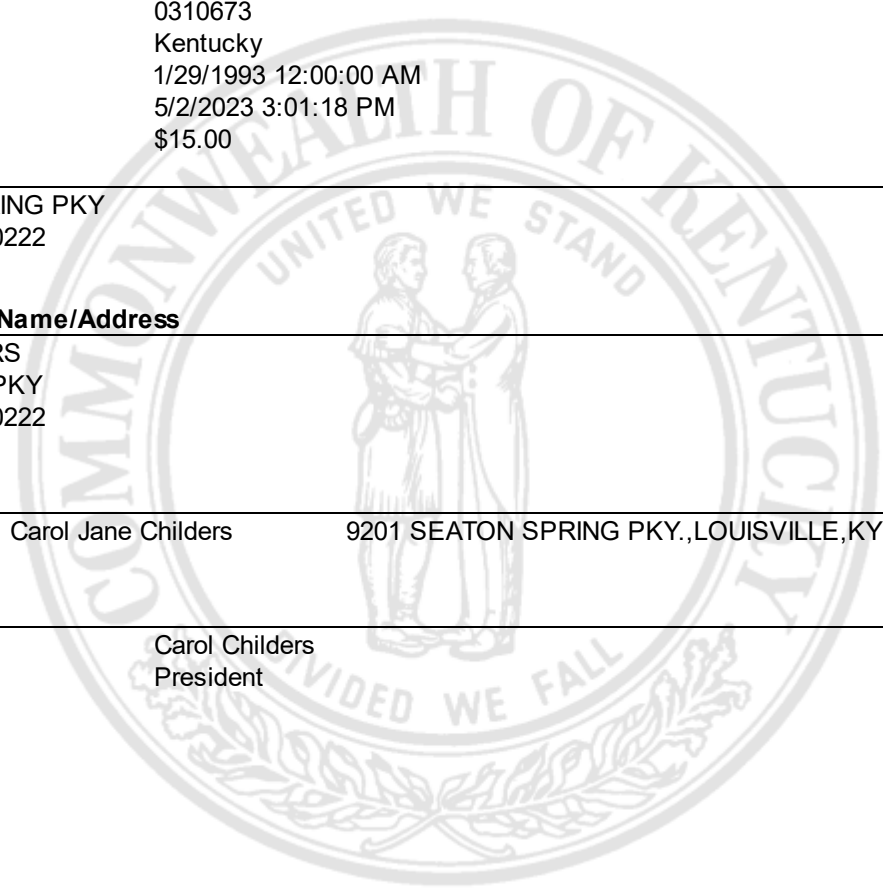 0310673
Kentucky
1/29/1993 12:00:00 AM
5/2/2023 3:01:18 PM
$15.00
ING PKY
0222
Name/Address
RS
PKY
0222
Carol Jane Childers 9201 SEATON SPRING PKY.,LOUISVILLE,KY
Carol Childers
President
COMMONWEALTH OF KENTUCKY
UNITED WE STAND
DIVIDED WE FALL